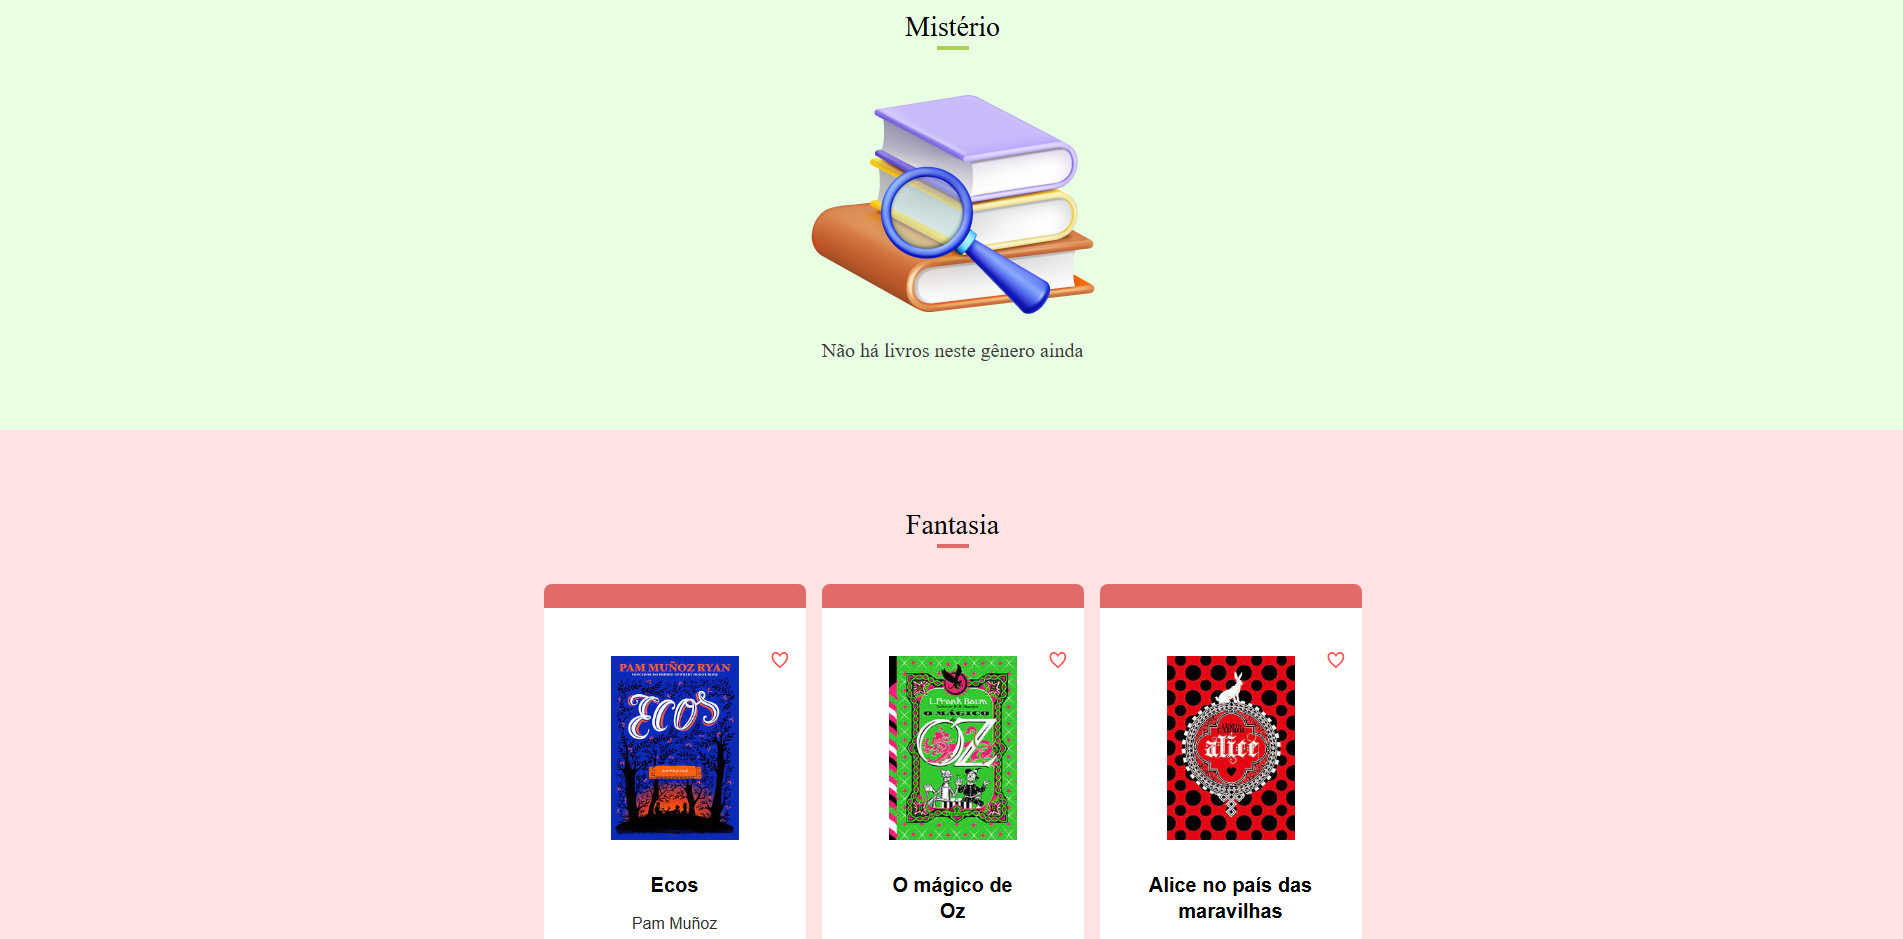 Mistério
Não há livros neste gênero ainda
Fantasia
PAM MUÑOZ RYAN
ECOS
L. Frank Baum
O MÁGICO
OZ
alice
Ecos
O mágico de
Oz
Alice no país das
maravilhas
Pam Muñoz